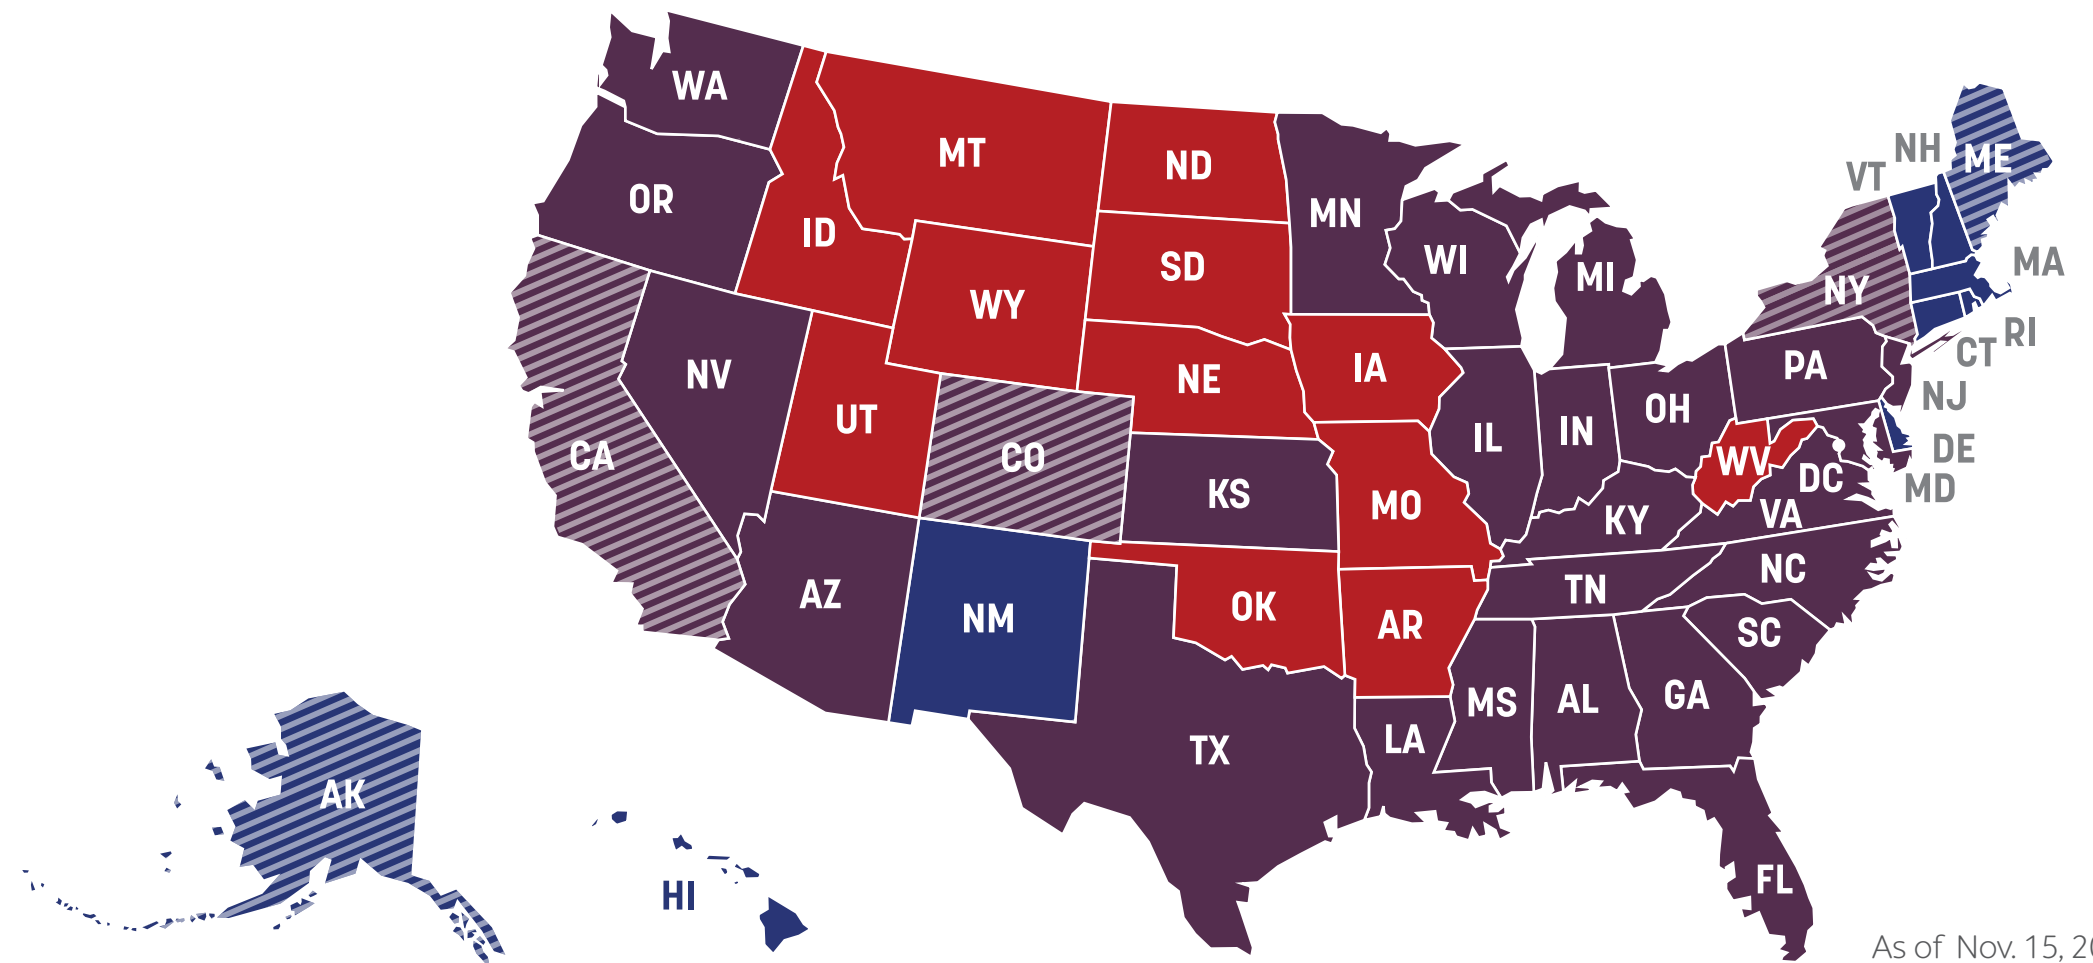 WA
MT
ND
OR
ID
MN
SD
WY
WI
MI
NH
ME
VT
NY
MA
RI
CT
NV
NE
IA
PA
NJ
UT
OH
CA
CO
IL
IN
WV
DE
KS
MO
DC
MD
KY
VA
AZ
NM
OK
AR
TN
NC
SC
TX
LA
MS
AL
GA
AK
HI
FL
As of Nov. 15, 20